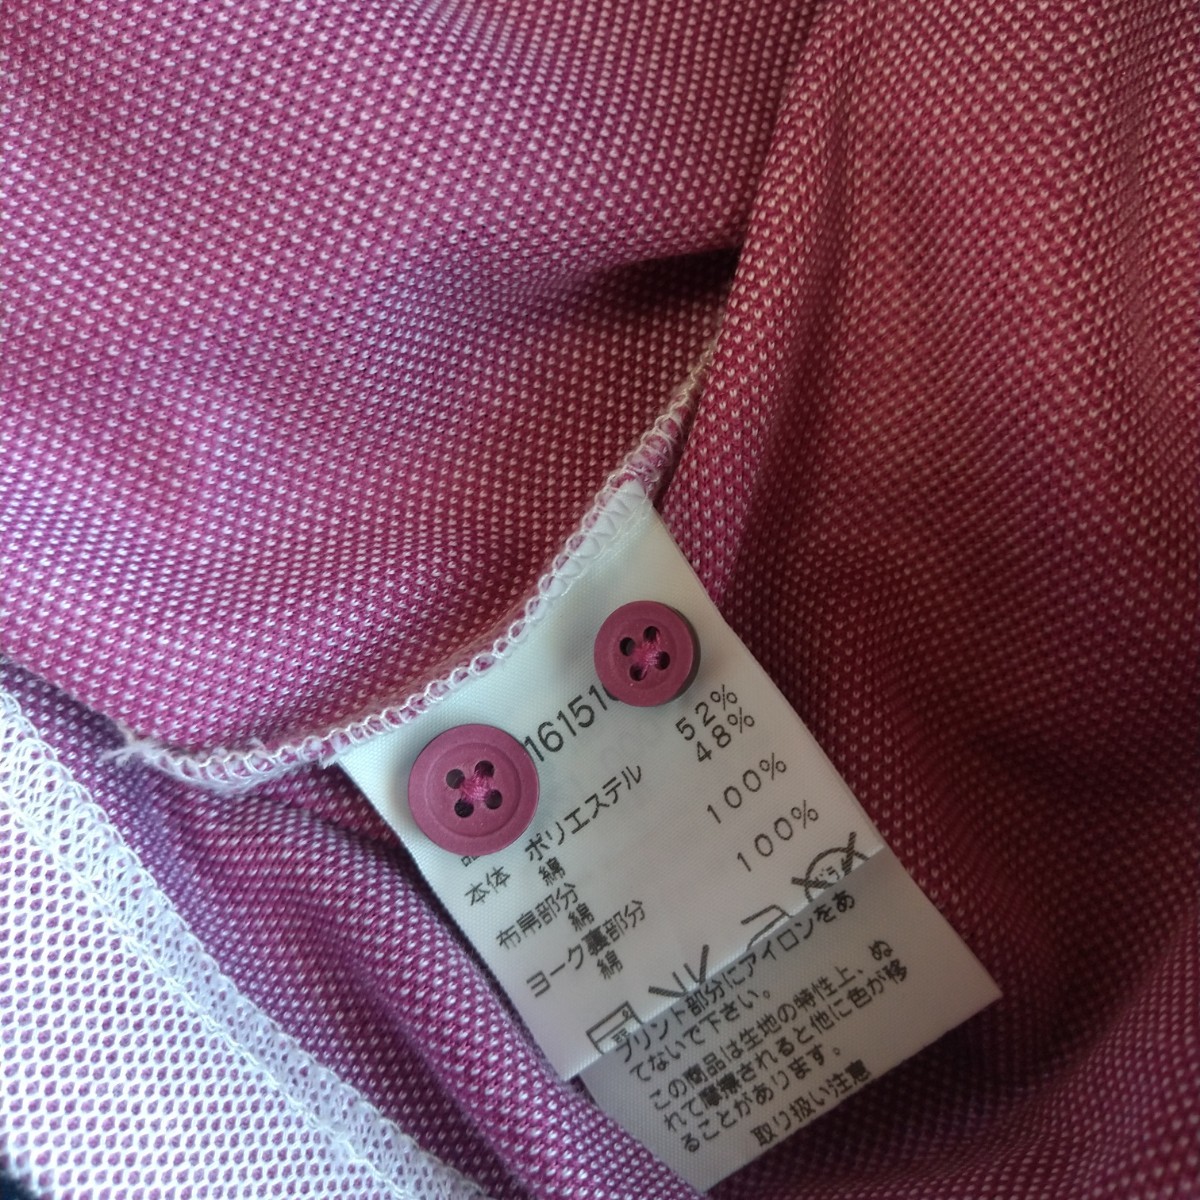 16151
本体 ポリエステル 52%
綿 48%
布帛部分
綿 100%
ヨーク裏部分
綿 100%
プリント部分にアイロンをあ
てないで下さい。
この商品は生地の特性上、ぬ
れて摩擦されると他に色が移
ることがあります。
取り扱い注意